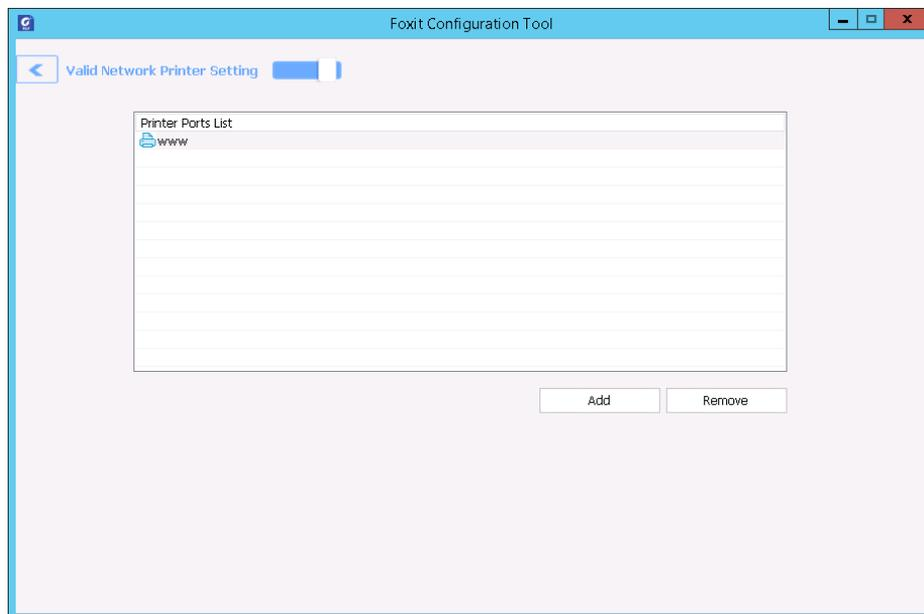 Foxit Configuration Tool
Valid Network Printer Setting
Printer Ports List
www
Add
Remove